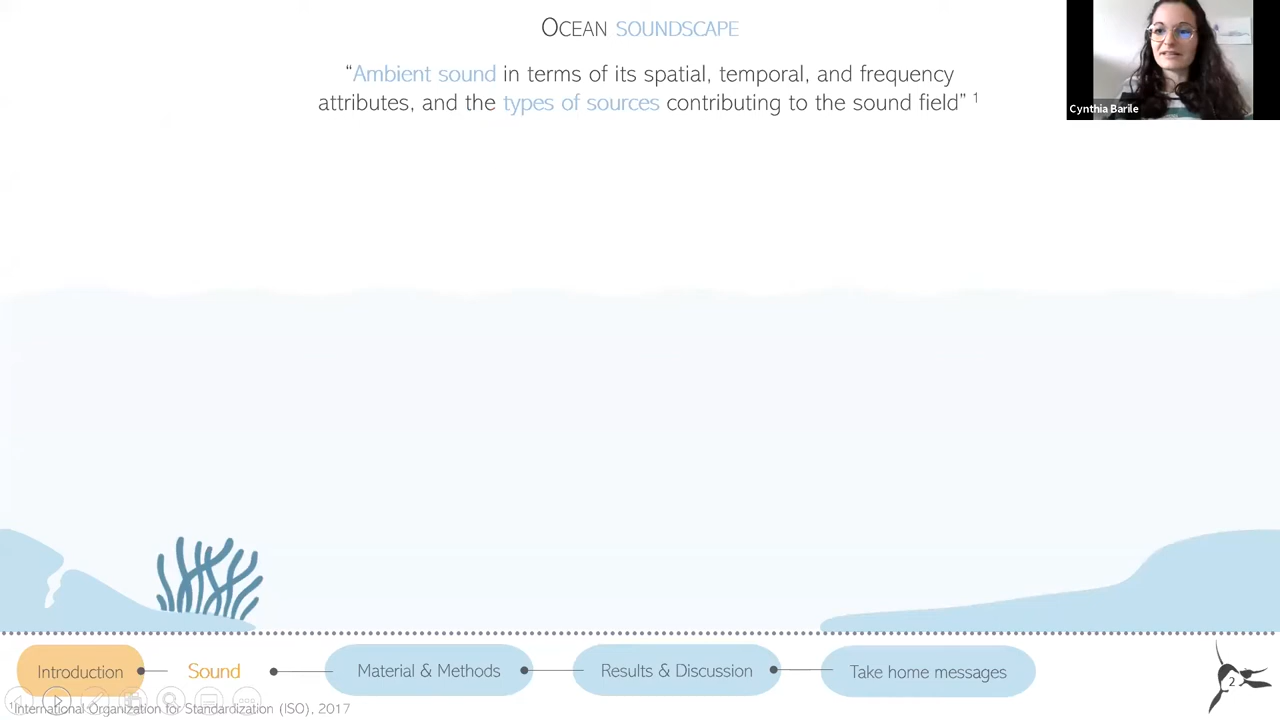 OCEAN SOUNDSCAPE
“Ambient sound in terms of its spatial, temporal, and frequency
attributes, and the types of sources contributing to the sound field” 1
Cynthia Barile
Introduction
Sound
Material & Methods
Results & Discussion
Take home messages
2
1International Organization for Standardization (ISO), 2017